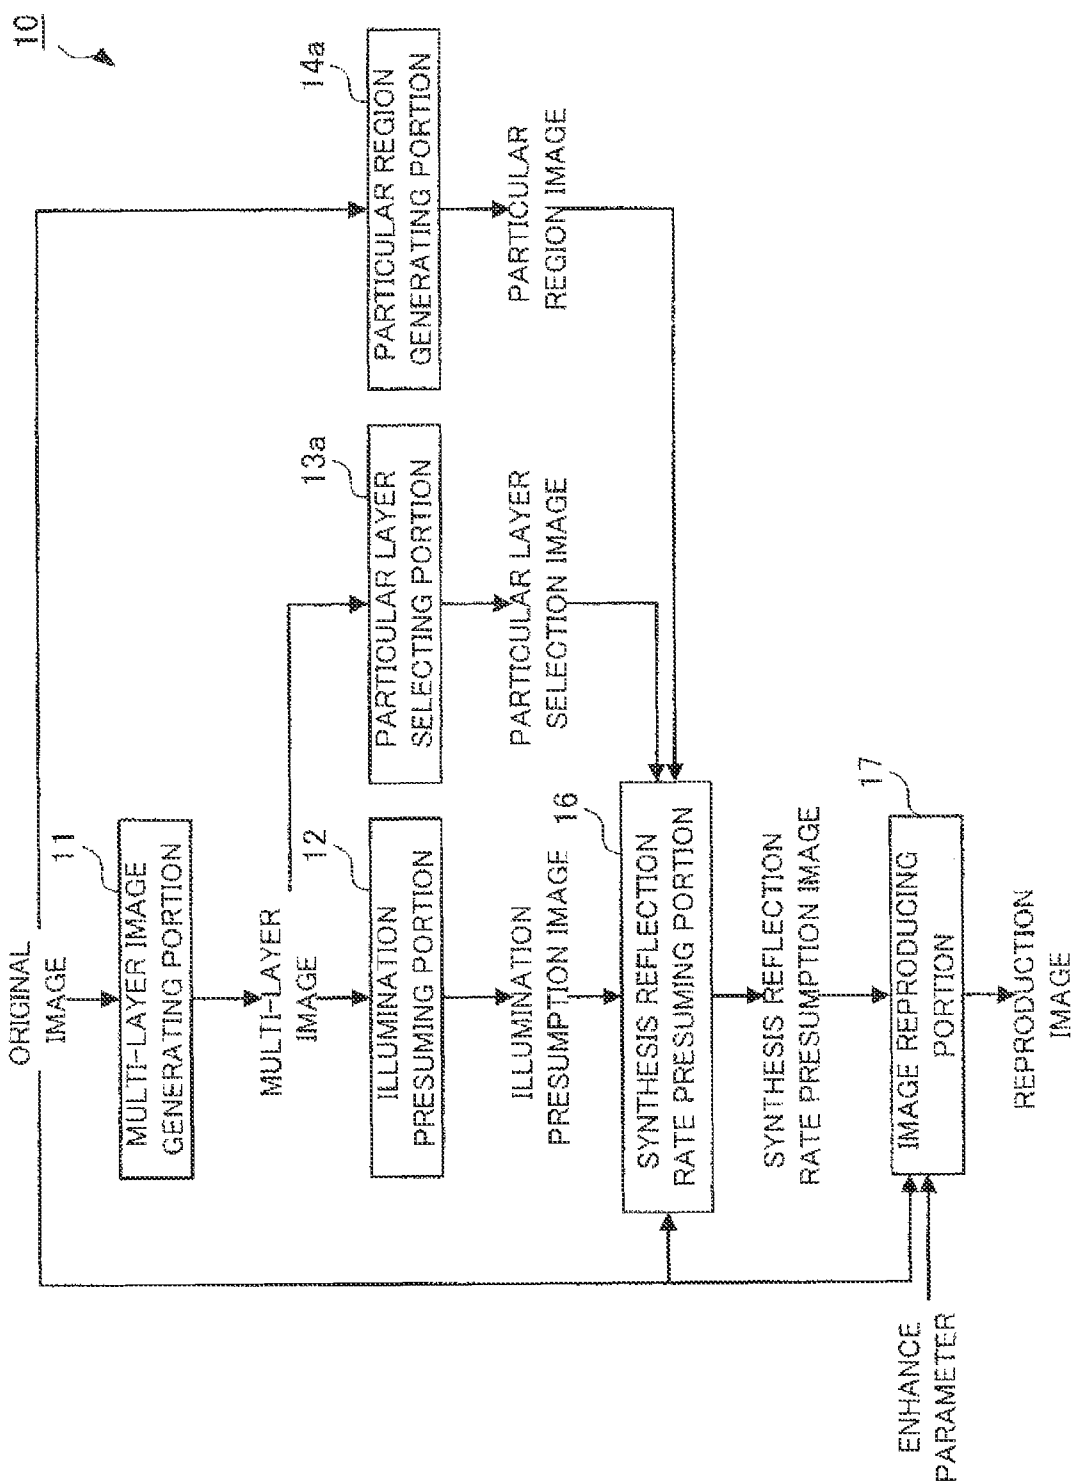 10
ORIGINAL
IMAGE
11
MULTI-LAYER IMAGE
GENERATING PORTION
MULTI-LAYER
IMAGE
12
ILLUMINATION
PRESUMING PORTION
13a
PARTICULAR LAYER
SELECTING PORTION
14a
PARTICULAR REGION
GENERATING PORTION
ILLUMINATION
PRESUMPTION IMAGE
PARTICULAR LAYER
SELECTION IMAGE
PARTICULAR
REGION IMAGE
16
SYNTHESIS REFLECTION
RATE PRESUMING PORTION
SYNTHESIS REFLECTION
RATE PRESUMPTION IMAGE
17
IMAGE REPRODUCING
PORTION
ENHANCE
PARAMETER
REPRODUCTION
IMAGE